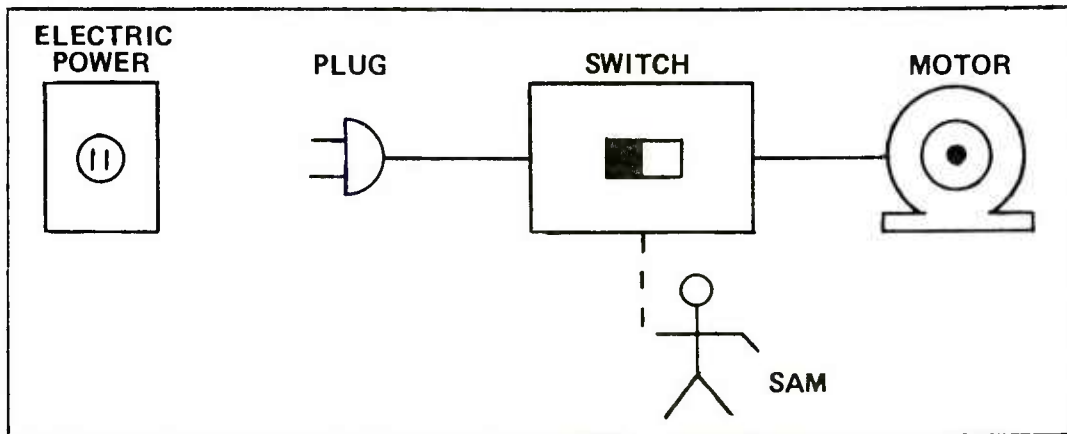 ELECTRIC
POWER
PLUG
SWITCH
MOTOR
SAM